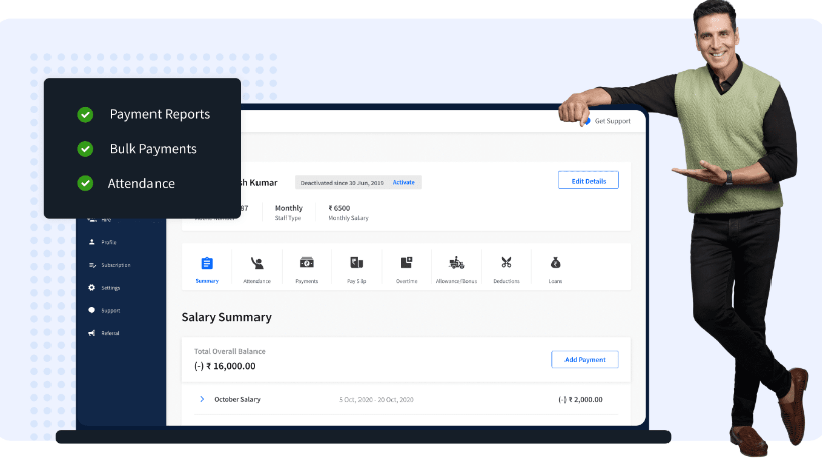 Payment Reports
Bulk Payments
Attendance
Get Support
sh Kumar
Deactivated since 30 Jun, 2019
Activate
Edit Details
87
Monthly
Staff Type
₹ 6500
Monthly Salary
Hire
Profile
Subscription
Settings
Support
Referral
Summary
Attendance
Payments
Pay Slip
Overtime
Allowance/Bonus
Deductions
Loans
Salary Summary
Total Overall Balance
(-) ₹ 16,000.00
Add Payment
October Salary
5 Oct, 2020 - 20 Oct, 2020
(-) ₹ 2,000.00